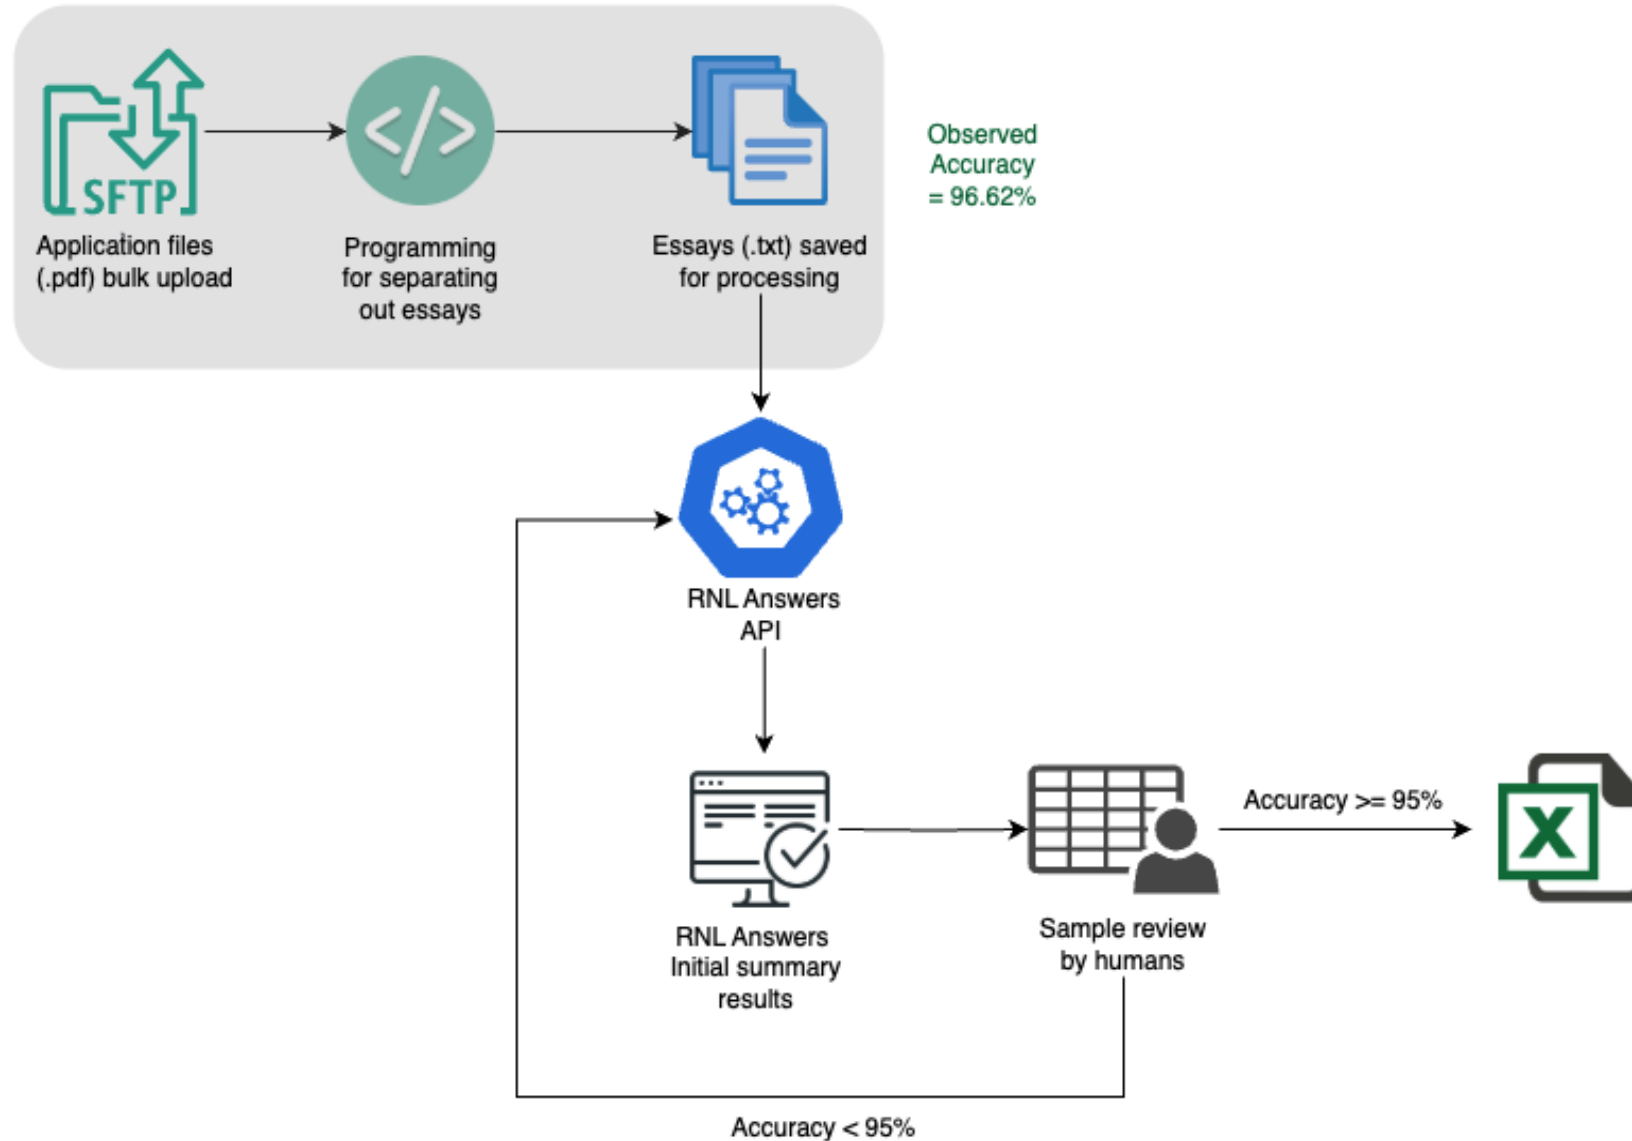 SFTP
Application files
(.pdf) bulk upload
Programming
for separating
out essays
Essays (.txt) saved
for processing
Observed
Accuracy
= 96.62%
RNL Answers
API
RNL Answers
Initial summary
results
Sample review
by humans
Accuracy >= 95%
X
Accuracy < 95%